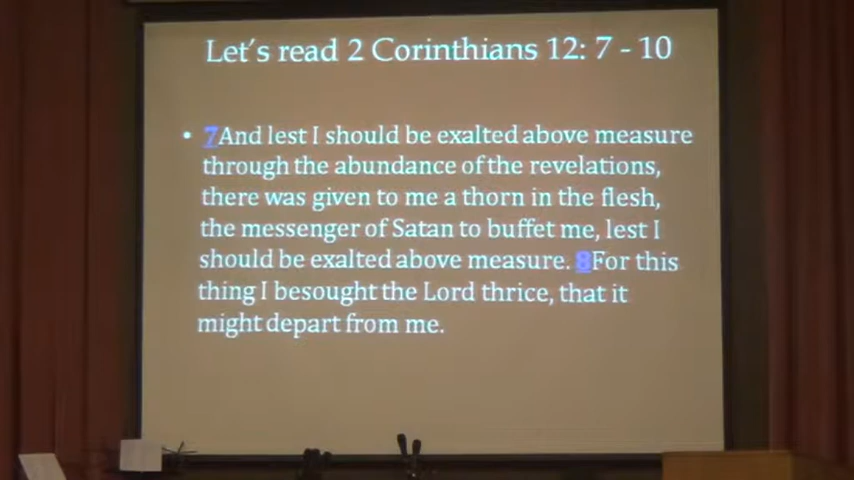 Let's read 2 Corinthians 12: 7 - 10
• 7And lest I should be exalted above measure
through the abundance of the revelations,
there was given to me a thorn in the flesh,
the messenger of Satan to buffet me, lest I
should be exalted above measure. 8For this
thing I besought the Lord thrice, that it
might depart from me.